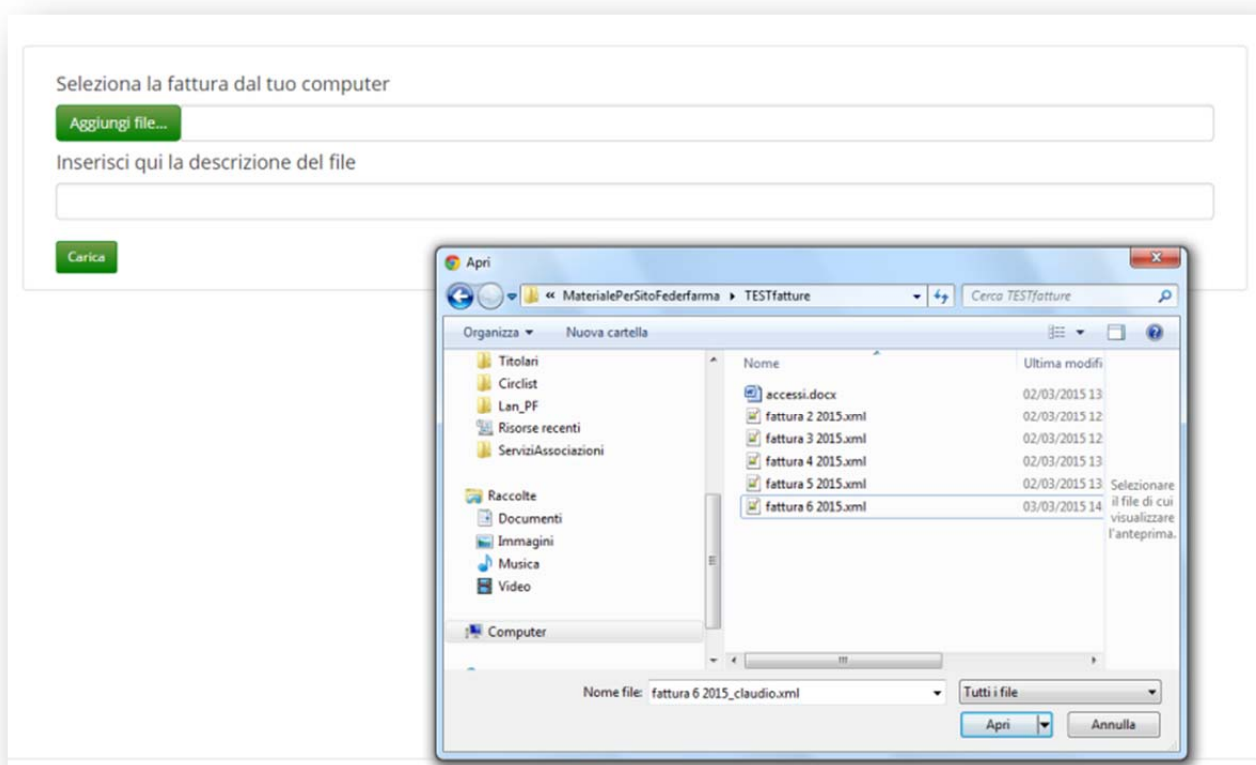 Seleziona la fattura dal tuo computer
Aggiungi file...
Inserisci qui la descrizione del file
Carica
Apri
« MaterialePerSitoFederfarma TESTfatture
Cerca TESTfatture
Organizza Nuova cartella
Titolari
Circlist
Lan_PF
Risorse recenti
ServiziAssociazioni
Raccolte
Documenti
Immagini
Musica
Video
Computer
Nome Ultima modifi
accessi.docx 02/03/2015 13
fattura 2 2015.xml 02/03/2015 12
fattura 3 2015.xml 02/03/2015 12
fattura 4 2015.xml 02/03/2015 13
fattura 5 2015.xml 02/03/2015 13
fattura 6 2015.xml 03/03/2015 14
Selezionare
il file di cui
visualizzare
l'anteprima.
Nome file: fattura 6 2015_claudio.xml Tutti i file
Apri Annulla